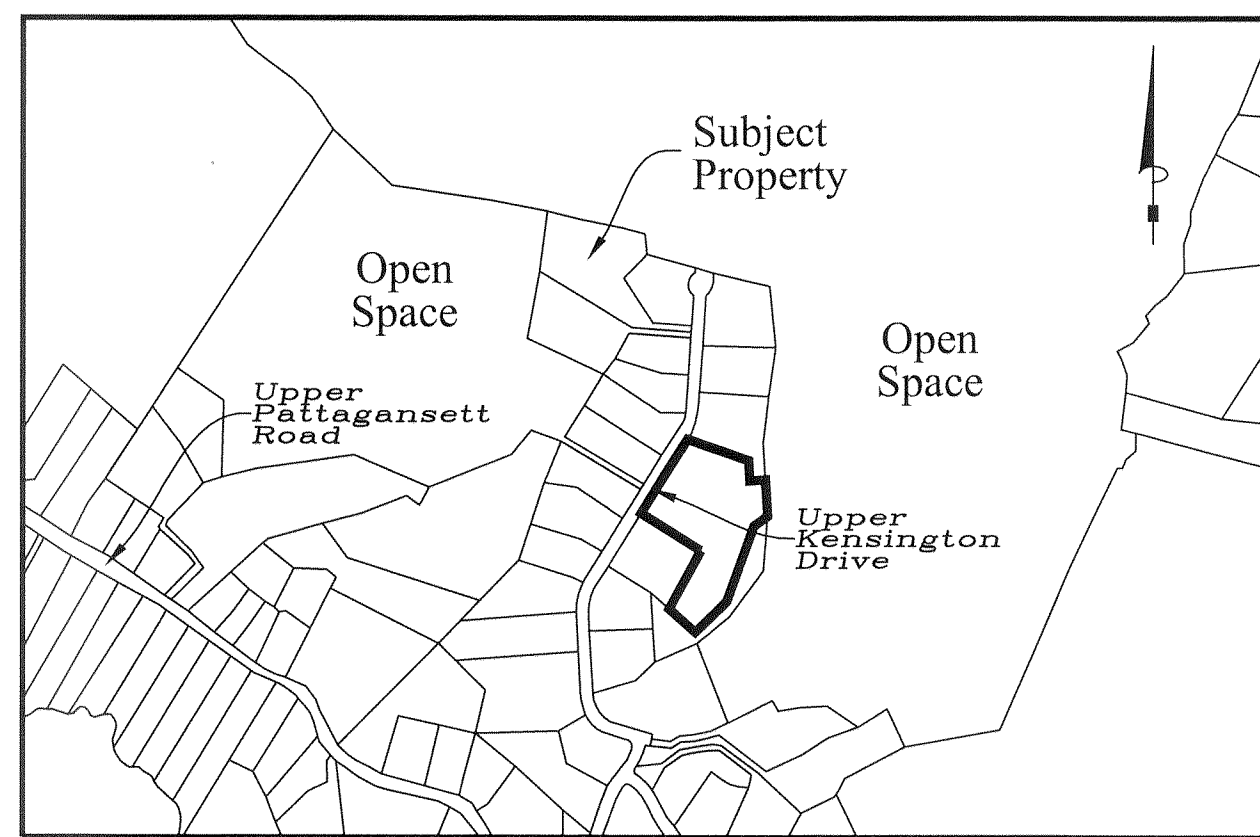 Subject
Property
Open
Space
Open
Space
Upper
Pattagansett
Road
Upper
Kensington
Drive